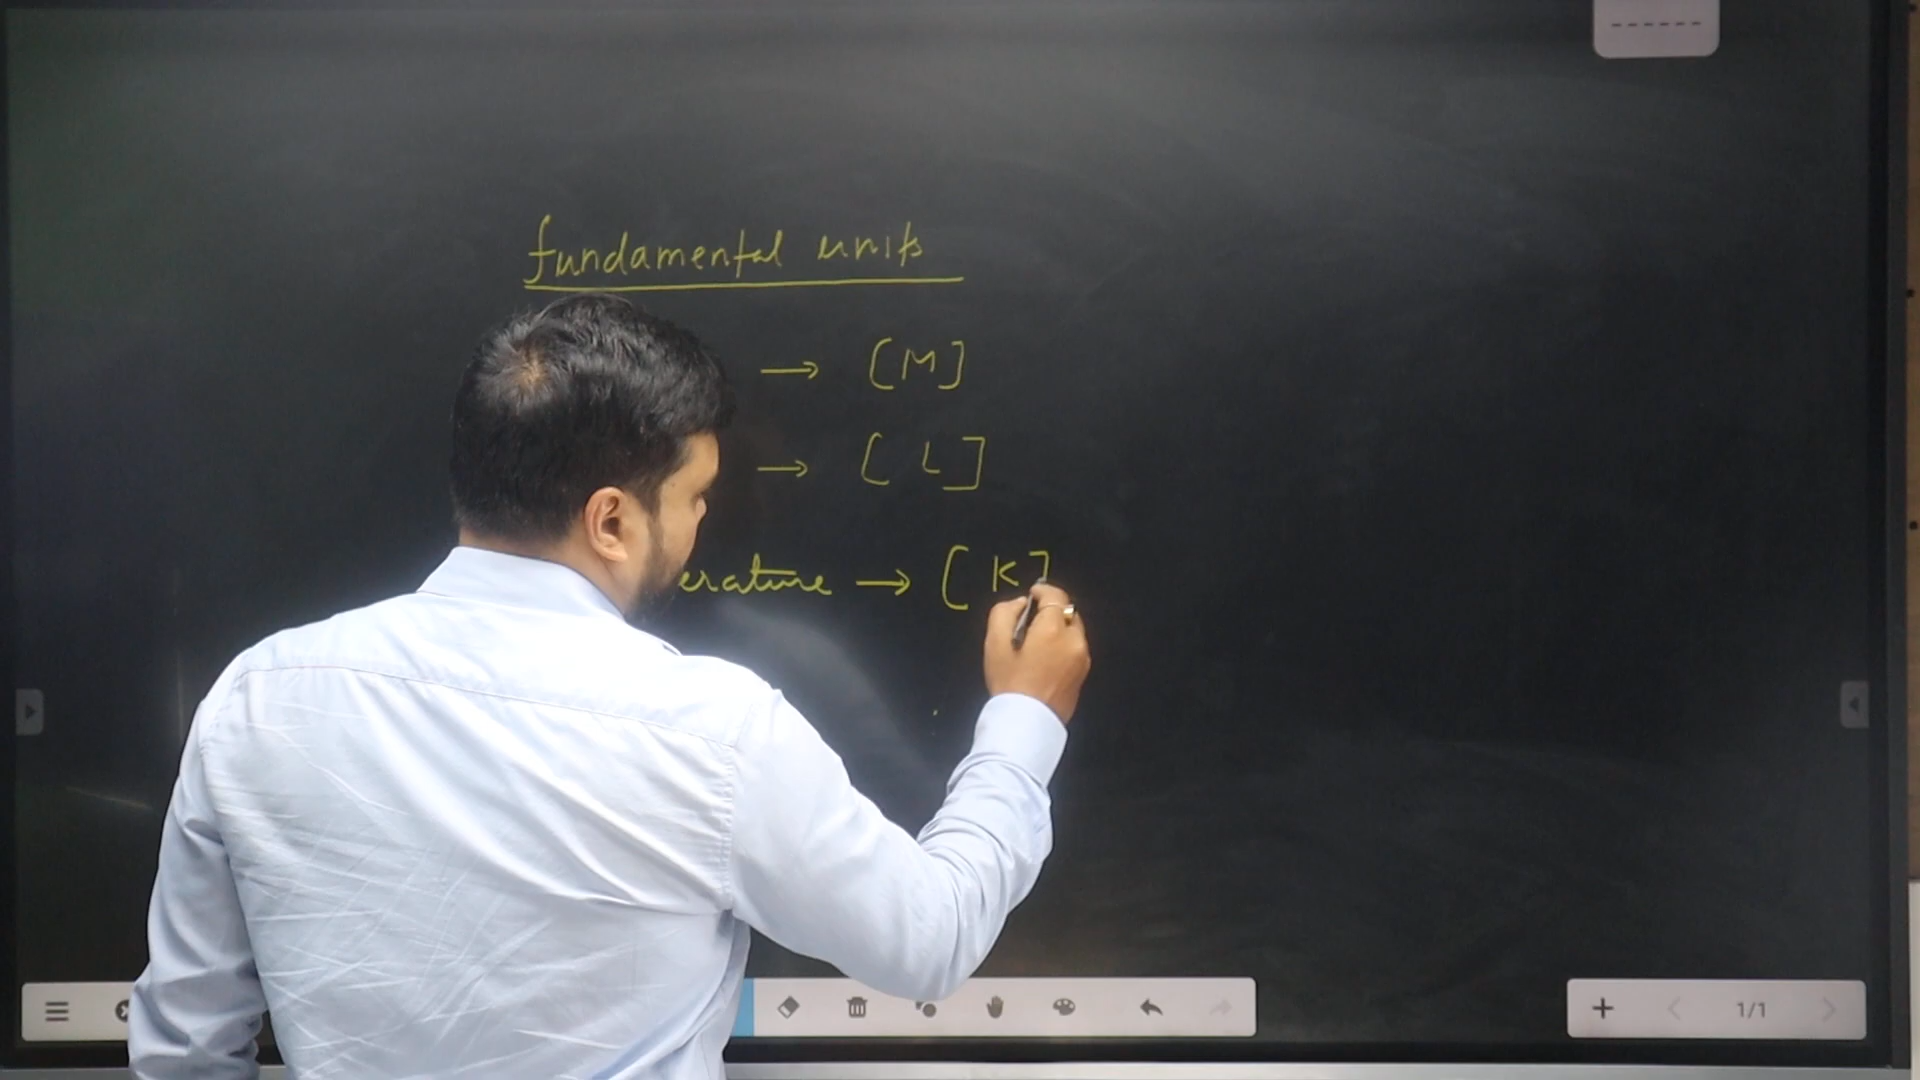 fundamental units
→ [M]
→ [L]
erature → [K]
1/1